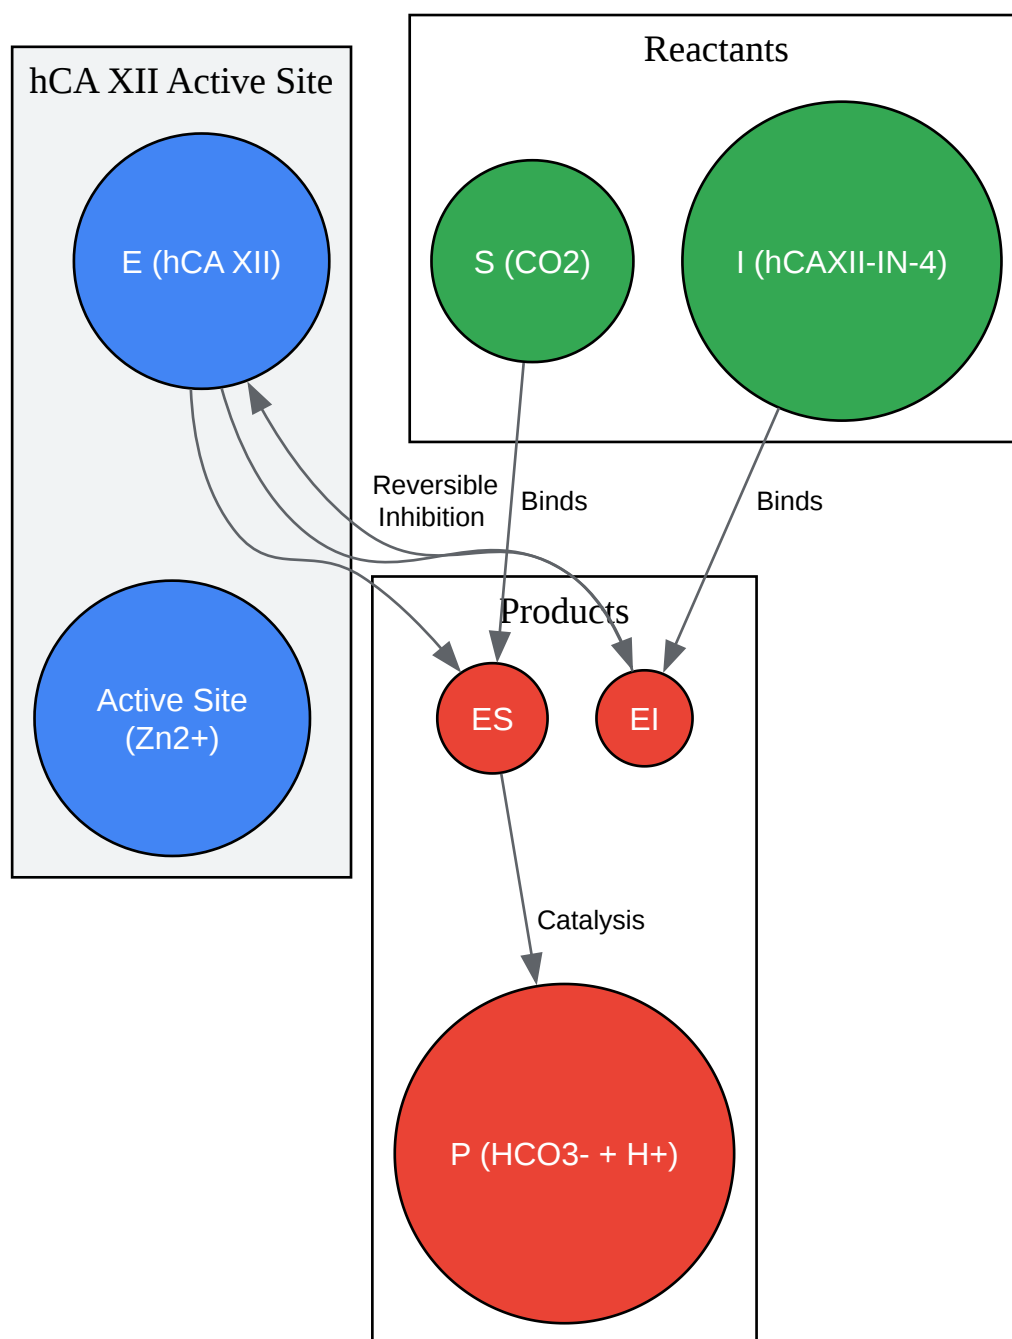 hCA XII Active Site
Reactants
E (hCA XII)
S (CO2)
I (hCAXII-IN-4)
Reversible
Inhibition
Binds
Binds
Products
Active Site
(Zn2+)
ES
EI
Catalysis
P (HCO3- + H+)